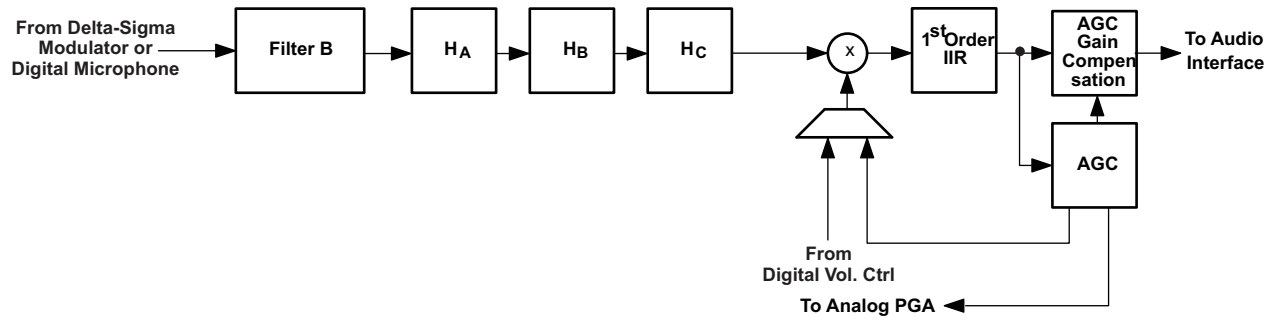 From Delta-Sigma
Modulator or
Digital Microphone
Filter B
HA
HB
HC
x
1st Order
IIR
AGC
Gain
Compen
sation
To Audio
Interface
AGC
From
Digital Vol. Ctrl
To Analog PGA